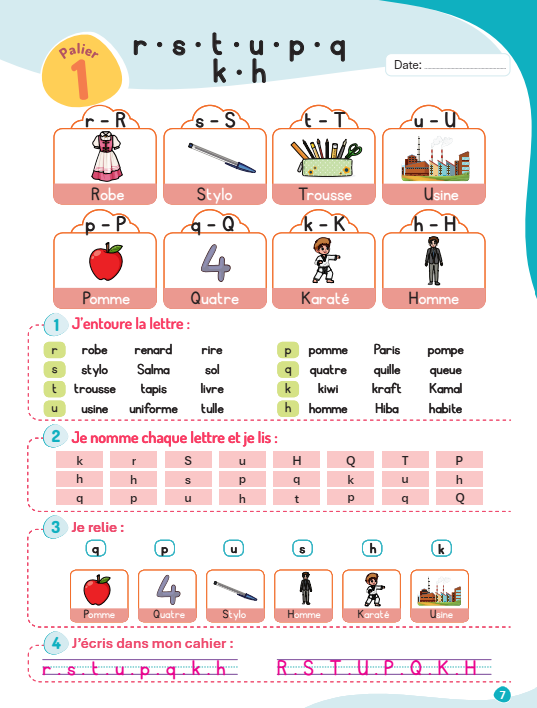 Palier
1
r · s · t · u · p · q
k · h
Date:
r – R s – S t – T u – U
Robe Stylo Trousse Usine
p – P q – Q k – K h – H
4
Pomme Quatre Karaté Homme
1 J'entoure la lettre :
r robe renard rire p pomme Paris pompe
s stylo Salma sol q quatre quille queue
t trousse tapis livre k kiwi kraft Kamal
u usine uniforme tulle h homme Hiba habite
2 Je nomme chaque lettre et je lis :
k r S u H Q T P
h h s p q k u h
q p u h t p q Q
3 Je relie :
q p u s h k
4
Pomme Quatre Stylo Homme Karaté Usine
4 J'écris dans mon cahier :
r.s.t.u.p.q.k.h R.S.T.U.P.Q.K.H
7